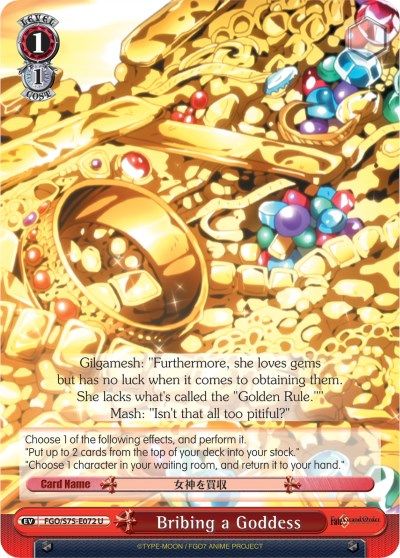 LEVEL
1
1
COST
Gilgamesh: "Furthermore, she loves gems
but has no luck when it comes to obtaining them.
She lacks what's called the "Golden Rule.""
Mash: "Isn't that all too pitiful?"
Choose 1 of the following effects, and perform it.
"Put up to 2 cards from the top of your deck into your stock."
"Choose 1 character in your waiting room, and return it to your hand."
Card Name 女神を買収
EV FGO/S75-E072 U Bribing a Goddess Fate/Grand Order
©TYPE-MOON / FGO7 ANIME PROJECT